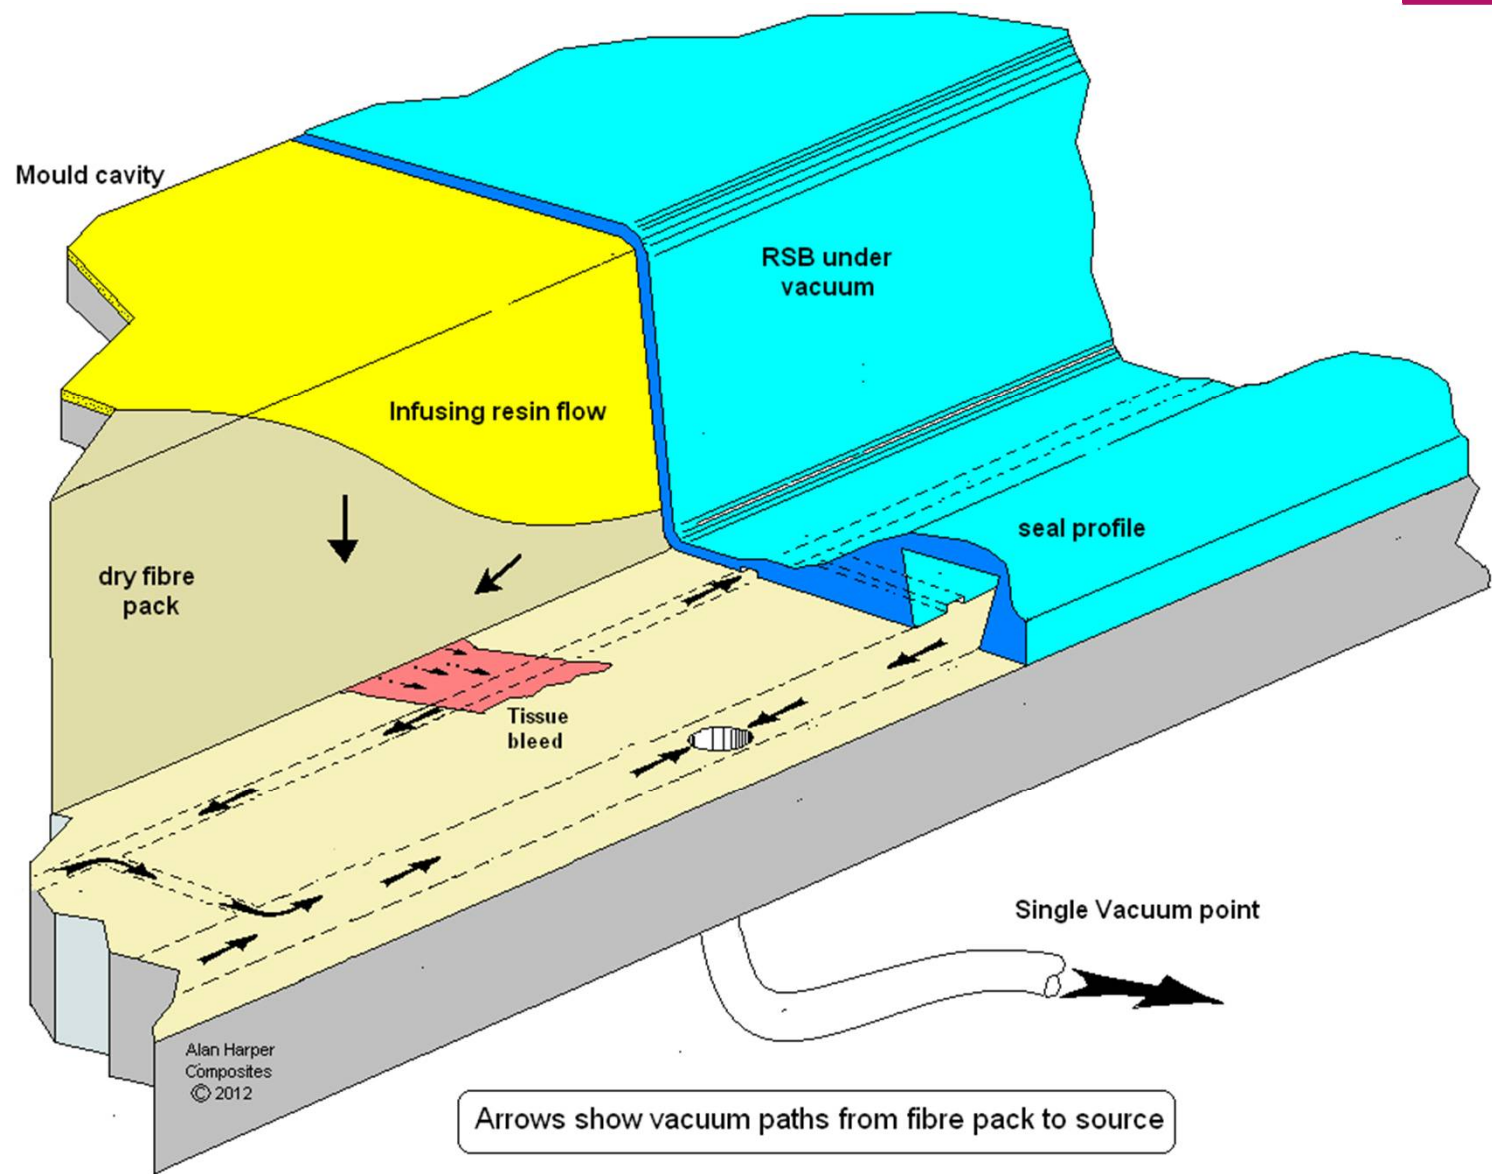 Mould cavity
RSB under
vacuum
Infusing resin flow
seal profile
dry fibre
pack
Tissue
bleed
Single Vacuum point
Alan Harper
Composites
© 2012
Arrows show vacuum paths from fibre pack to source